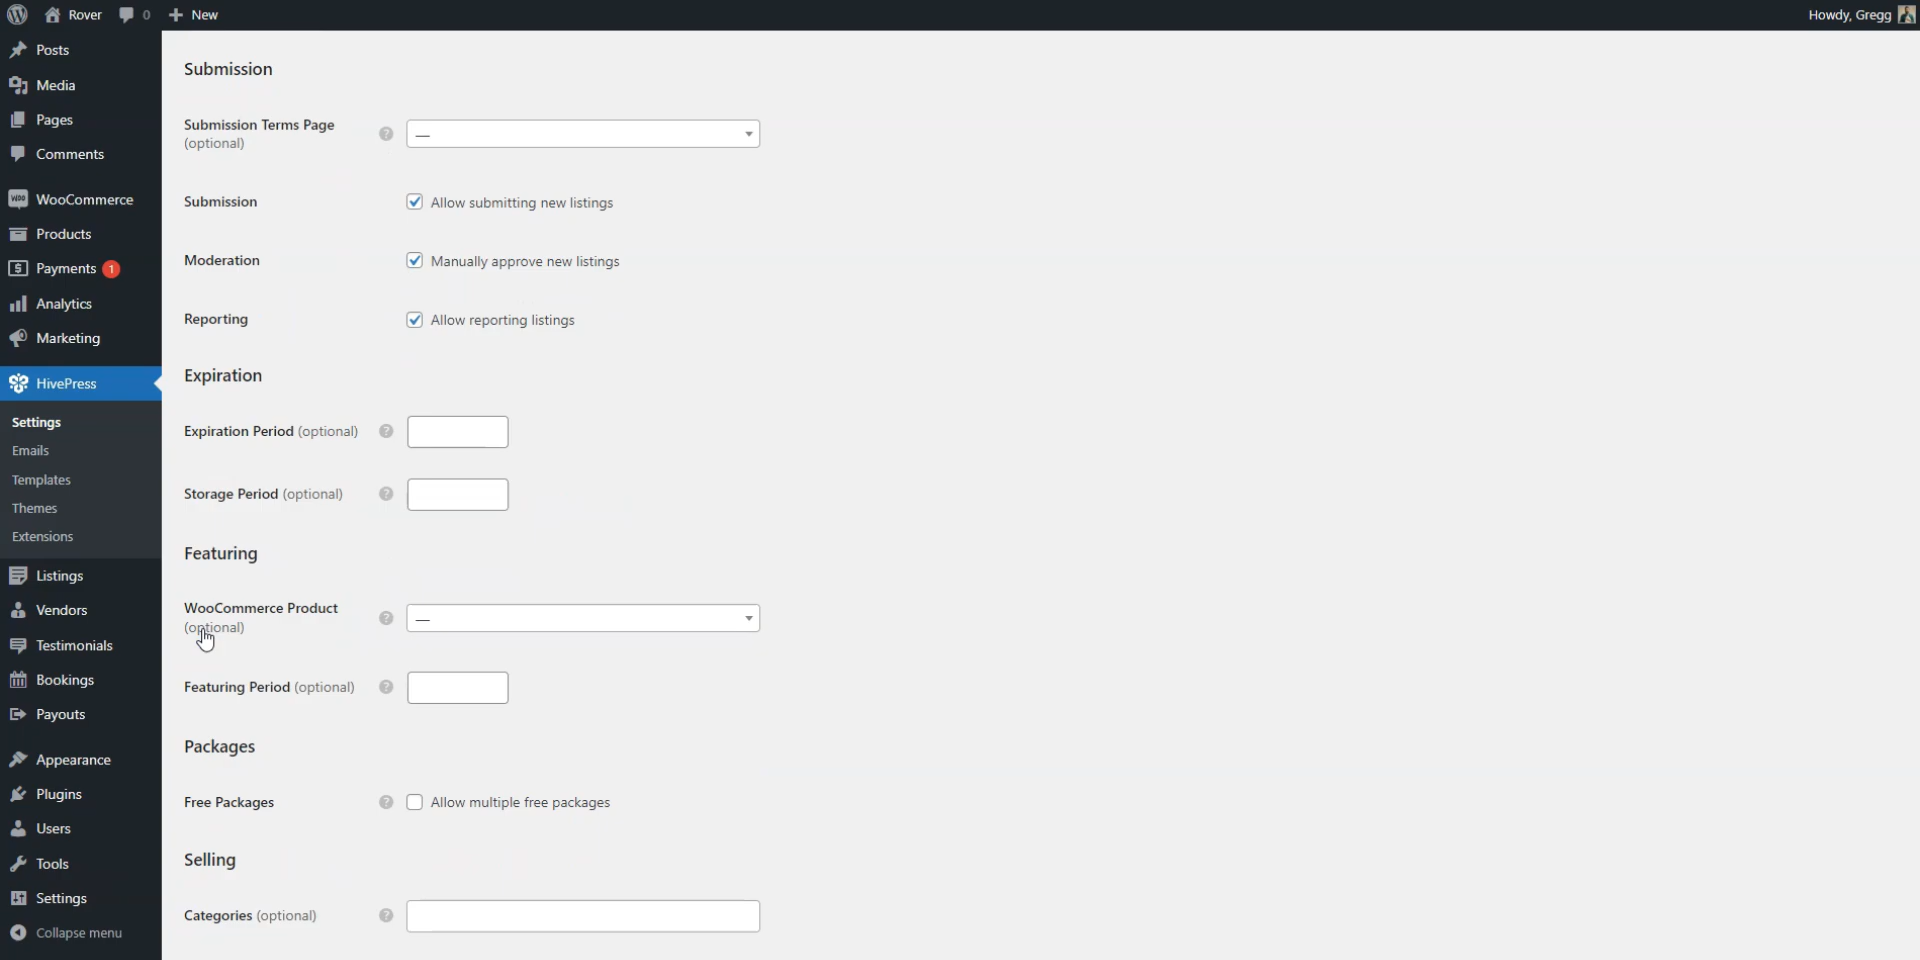 Rover
0
New
Howdy, Gregg
Posts
Media
Pages
Comments
WooCommerce
Products
Payments 1
Analytics
Marketing
HivePress
Settings
Emails
Templates
Themes
Extensions
Listings
Vendors
Testimonials
Bookings
Payouts
Appearance
Plugins
Users
Tools
Settings
Collapse menu
Submission
Submission Terms Page
(optional)
?
—
Submission
Allow submitting new listings
Moderation
Manually approve new listings
Reporting
Allow reporting listings
Expiration
Expiration Period (optional)
?
Storage Period (optional)
?
Featuring
WooCommerce Product
(optional)
?
—
Featuring Period (optional)
?
Packages
Free Packages
?
Allow multiple free packages
Selling
Categories (optional)
?